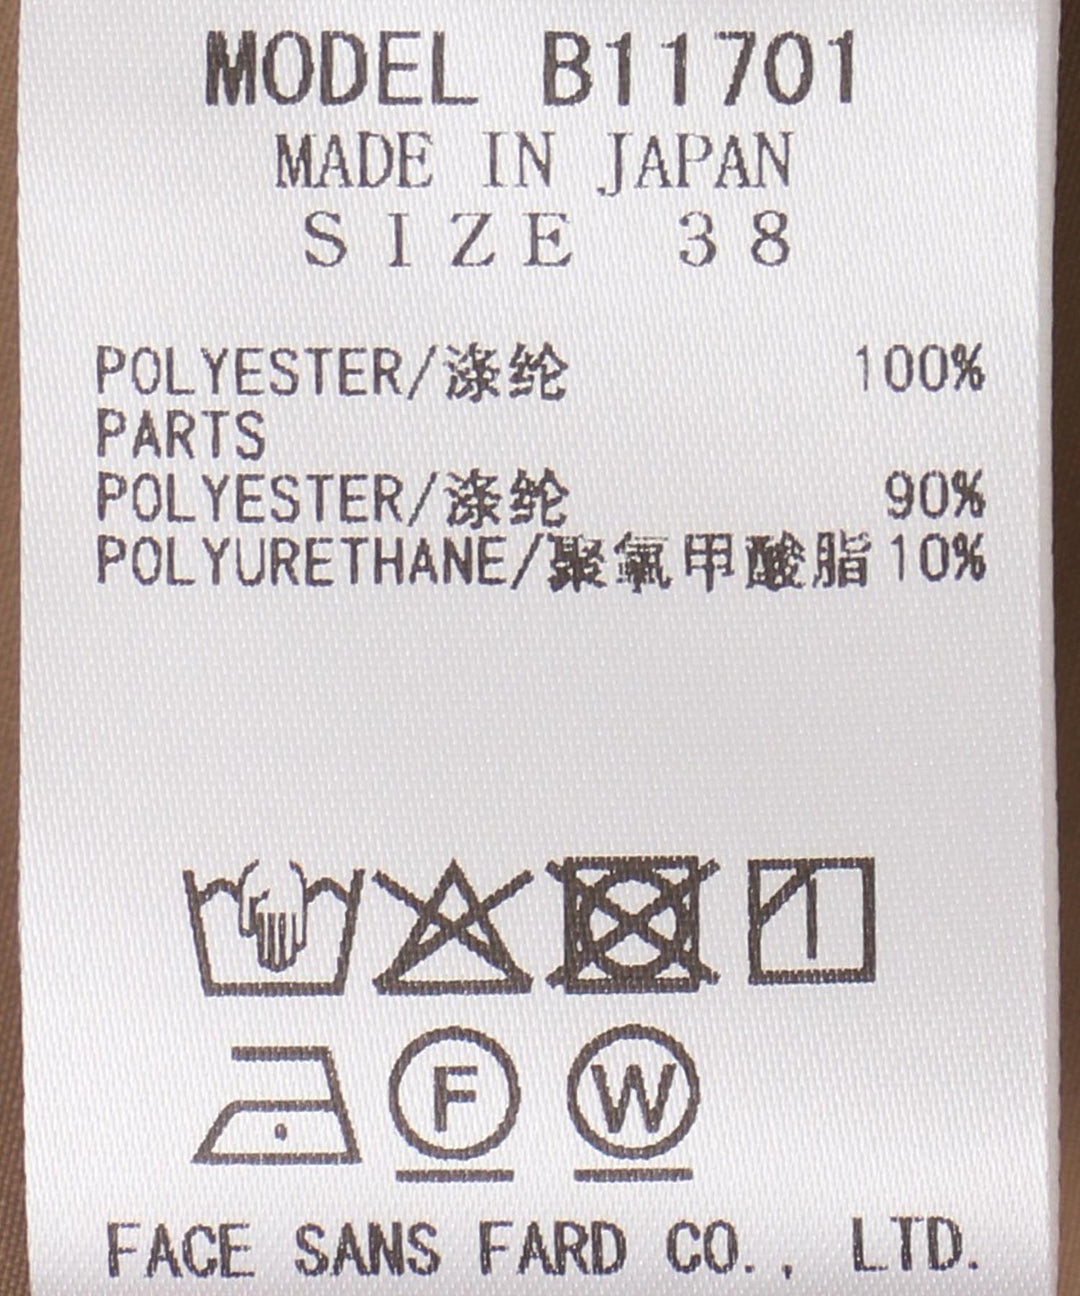 MODEL B11701
MADE IN JAPAN
SIZE 38
POLYESTER/涤纶 100%
PARTS
POLYESTER/涤纶 90%
POLYURETHANE/聚氨甲酸脂 10%
F W
FACE SANS FARD CO., LTD.